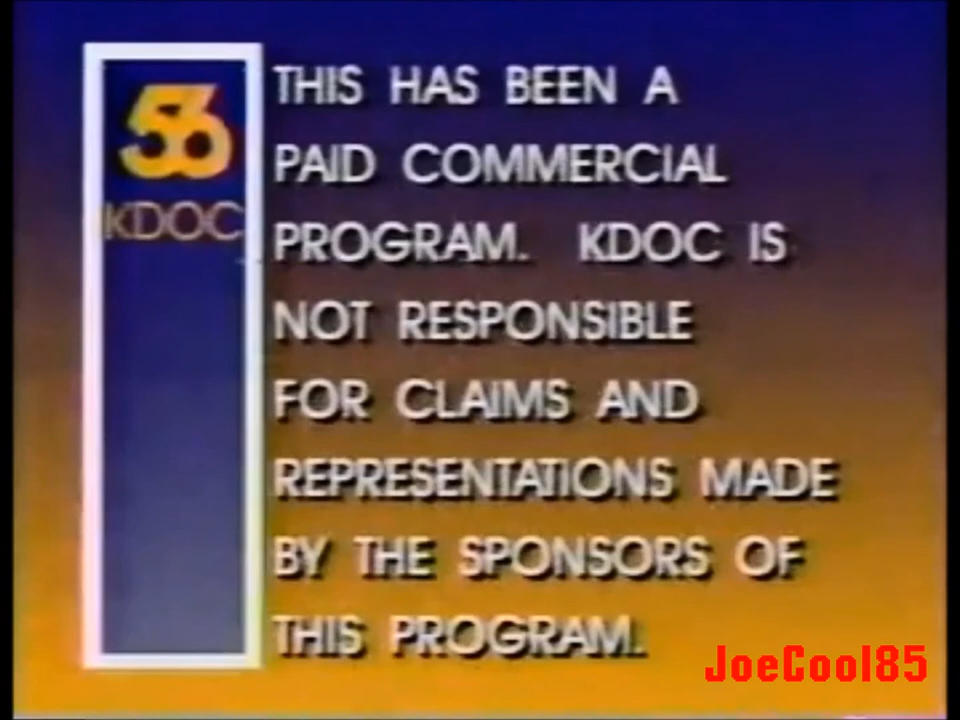 56
KDOC
THIS HAS BEEN A
PAID COMMERCIAL
PROGRAM. KDOC IS
NOT RESPONSIBLE
FOR CLAIMS AND
REPRESENTATIONS MADE
BY THE SPONSORS OF
THIS PROGRAM.
JoeCool85